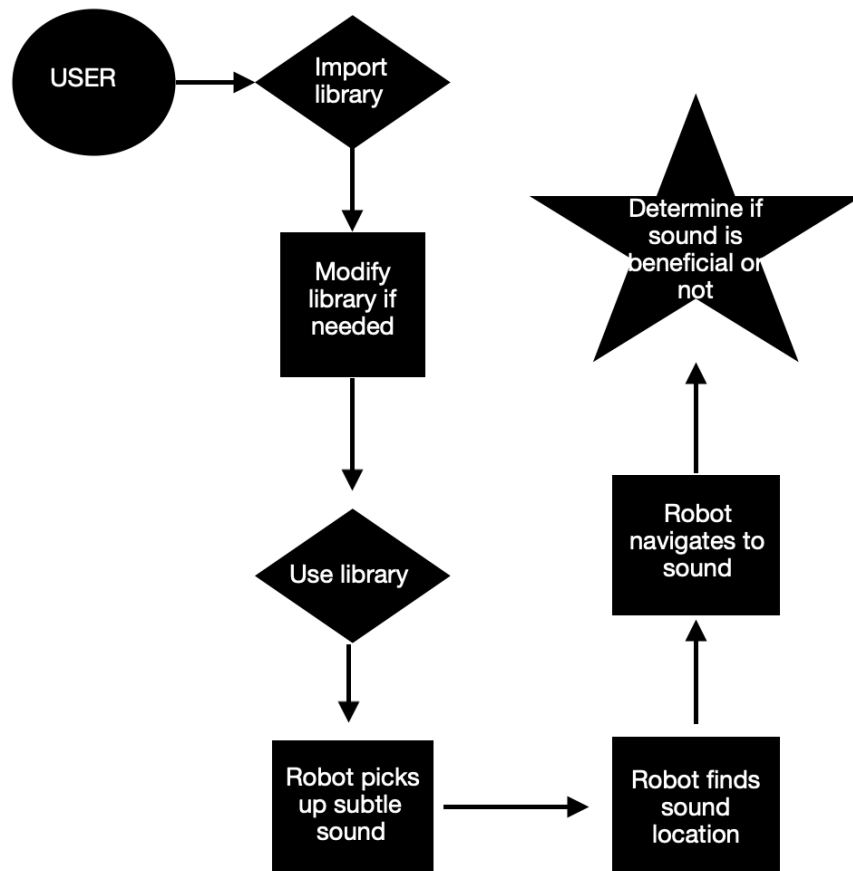 USER
Import
library
Modify
library if
needed
Use library
Robot picks
up subtle
sound
Robot finds
sound
location
Robot
navigates to
sound
Determine if
sound is
beneficial or
not